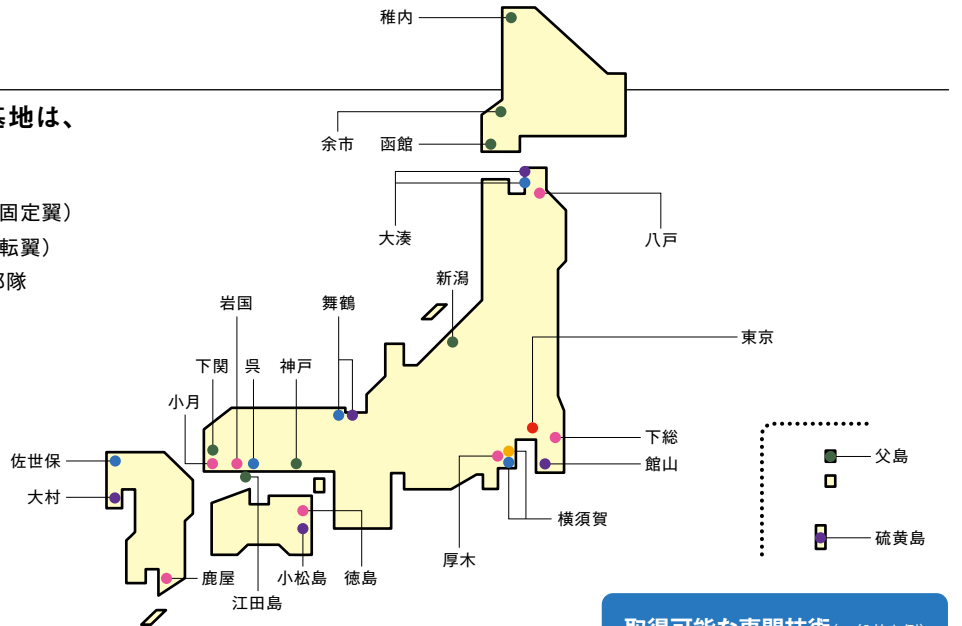 稚内
基地は、
余市
函館
固定翼）
大湊
八戸
転翼）
部隊
新潟
岩国
舞鶴
東京
下関
呉
神戸
小月
下総
佐世保
館山
父島
大村
横須賀
硫黄島
厚木
鹿屋
小松島
徳島
江田島